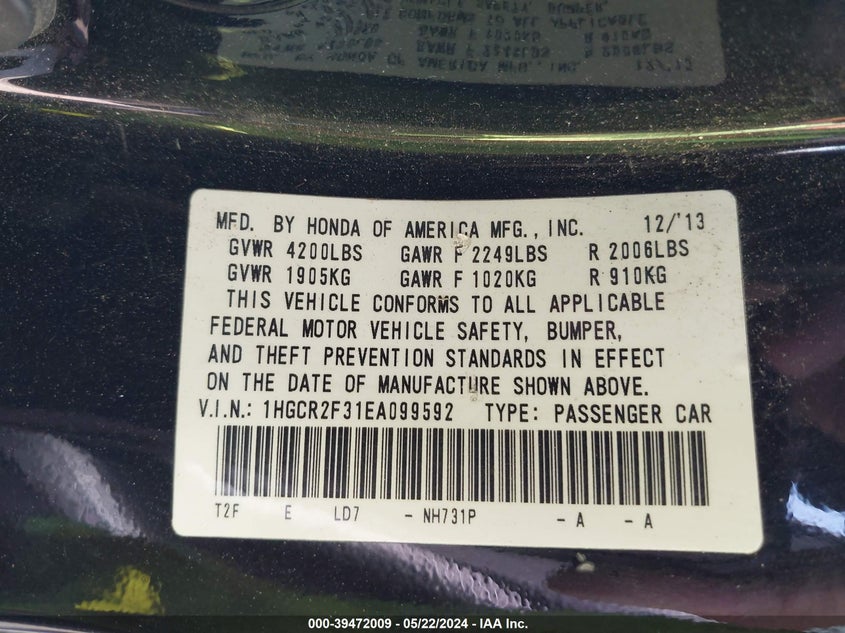 MFD. BY HONDA OF AMERICA MFG., INC. 12/'13
GVWR 4200LBS GAWR F 2249LBS R 2006LBS
GVWR 1905KG GAWR F 1020KG R 910KG
THIS VEHICLE CONFORMS TO ALL APPLICABLE
FEDERAL MOTOR VEHICLE SAFETY, BUMPER,
AND THEFT PREVENTION STANDARDS IN EFFECT
ON THE DATE OF MANUFACTURE SHOWN ABOVE.
V.I.N.: 1HGCR2F31EA099592 TYPE: PASSENGER CAR
T2F E LD7 - NH731P - A - A
000-39472009 - 05/22/2024 - IAA Inc.